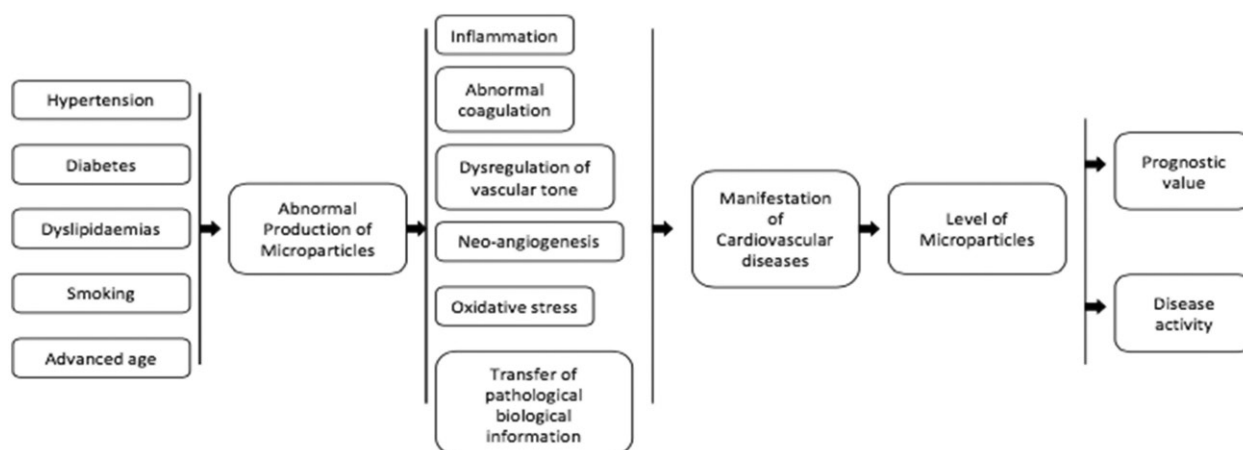 Hypertension
Diabetes
Dyslipidaemias
Smoking
Advanced age
Abnormal
Production of
Microparticles
Inflammation
Abnormal
coagulation
Dysregulation of
vascular tone
Neo-angiogenesis
Oxidative stress
Transfer of
pathological
biological
information
Manifestation
of
Cardiovascular
diseases
Level of
Microparticles
Prognostic
value
Disease
activity